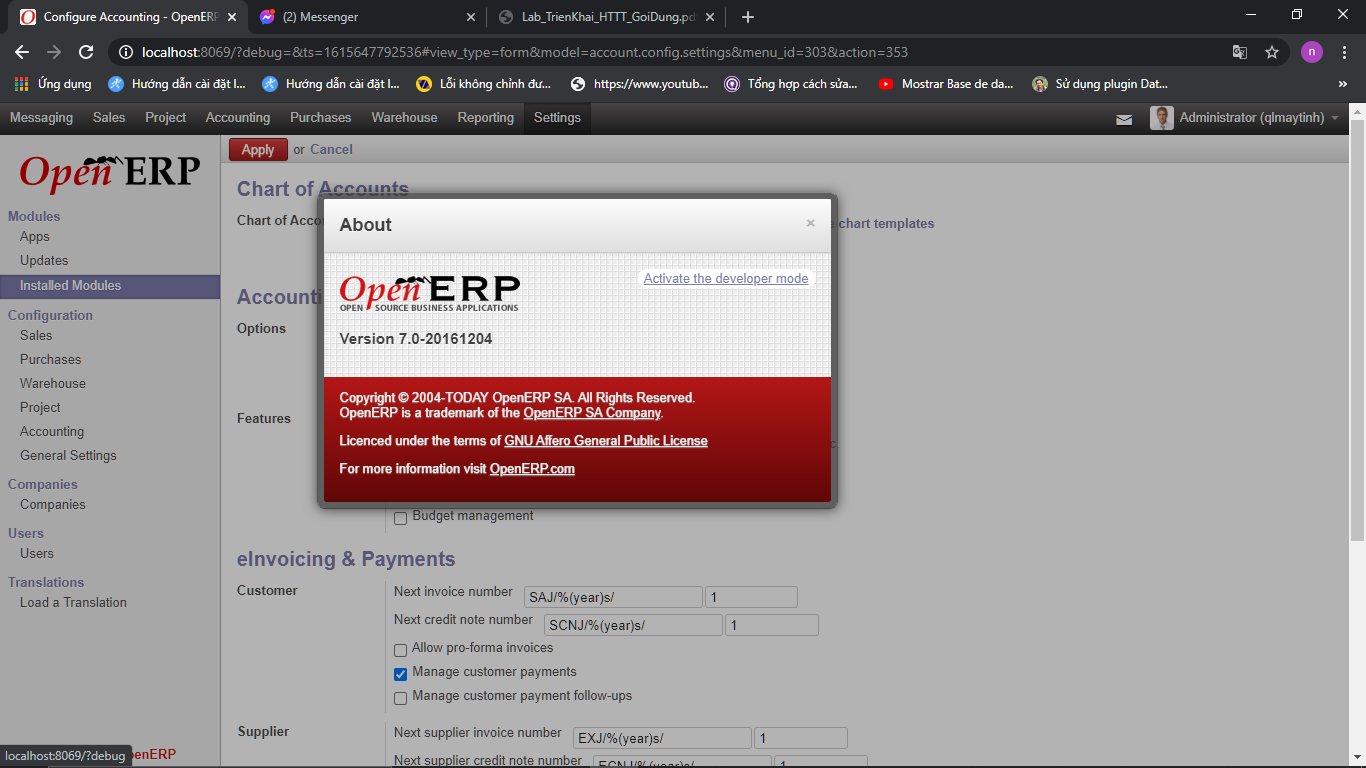 Configure Accounting - OpenERP
(2) Messenger
Lab_TrienKhai_HTTT_GoiDung.pd
localhost:8069/?debug=&ts=1615647792536#view_type=form&model=account.config.settings&menu_id=303&action=353
n
Ứng dụng
Hướng dẫn cài đặt I...
Hướng dẫn cài đặt I...
Lỗi không chỉnh đư...
https://www.youtub...
Tổng hợp cách sửa...
Mostrar Base de da...
Sử dụng plugin Dat...
»
Messaging Sales Project Accounting Purchases Warehouse Reporting Settings
Administrator (qlmaytinh)
Open ERP
Modules
Apps
Updates
Installed Modules
Configuration
Sales
Purchases
Warehouse
Project
Accounting
General Settings
Companies
Companies
Users
Users
Translations
Load a Translation
localhost:8069/?debug
penERP
Apply or Cancel
Chart of Accounts
Chart of Accou
chart templates
Accounti
Options
Features
About
×
Open ERP
OPEN SOURCE BUSINESS APPLICATIONS
Activate the developer mode
Version 7.0-20161204
Copyright © 2004-TODAY OpenERP SA. All Rights Reserved.
OpenERP is a trademark of the OpenERP SA Company.
Licenced under the terms of GNU Affero General Public License
For more information visit OpenERP.com
Budget management
eInvoicing & Payments
Customer
Next invoice number SAJ/%(year)s/ 1
Next credit note number SCNJ/%(year)s/ 1
Allow pro-forma invoices
Manage customer payments
Manage customer payment follow-ups
Supplier
Next supplier invoice number EXJ/%(year)s/ 1
Next supplier credit note number ECNJ/%(year)s/ 1